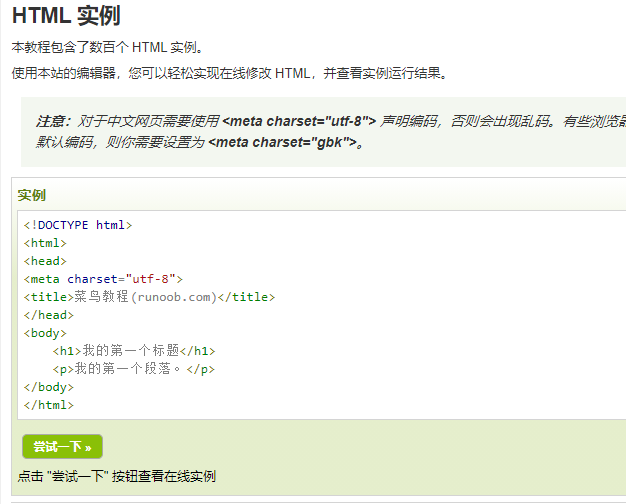 HTML 实例
本教程包含了数百个 HTML 实例。
使用本站的编辑器，您可以轻松实现在线修改 HTML，并查看实例运行结果。
注意：对于中文网页需要使用 <meta charset="utf-8"> 声明编码，否则会出现乱码。有些浏览器
默认编码，则你需要设置为 <meta charset="gbk">。
实例
<!DOCTYPE html>
<html>
<head>
<meta charset="utf-8">
<title>菜鸟教程(runoob.com)</title>
</head>
<body>
    <h1>我的第一个标题</h1>
    <p>我的第一个段落。</p>
</body>
</html>
尝试一下 »
点击 "尝试一下" 按钮查看在线实例